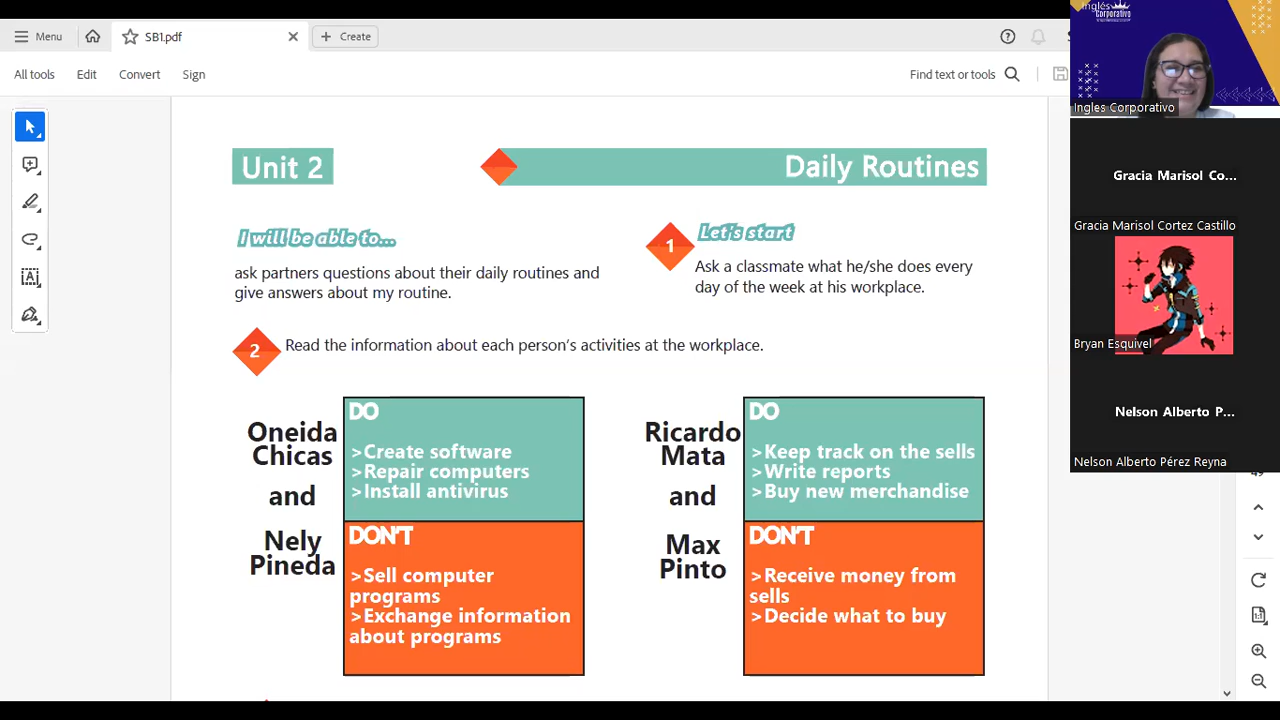 Menu
SB1.pdf
Create
All tools
Edit
Convert
Sign
Find text or tools
Unit 2
Daily Routines
I will be able to...
ask partners questions about their daily routines and
give answers about my routine.
1
Let's start
Ask a classmate what he/she does every
day of the week at his workplace.
2
Read the information about each person's activities at the workplace.
Oneida
Chicas
and
Nely
Pineda
DO
>Create software
>Repair computers
>Install antivirus
DON'T
>Sell computer
programs
>Exchange information
about programs
Ricardo
Mata
and
Max
Pinto
DO
>Keep track on the sells
>Write reports
>Buy new merchandise
DON'T
>Receive money from
sells
>Decide what to buy
Inglés
Corporativo
Ingles Corporativo
Gracia Marisol Co...
Gracia Marisol Cortez Castillo
Bryan Esquivel
Nelson Alberto P...
Nelson Alberto Pérez Reyna
1:1